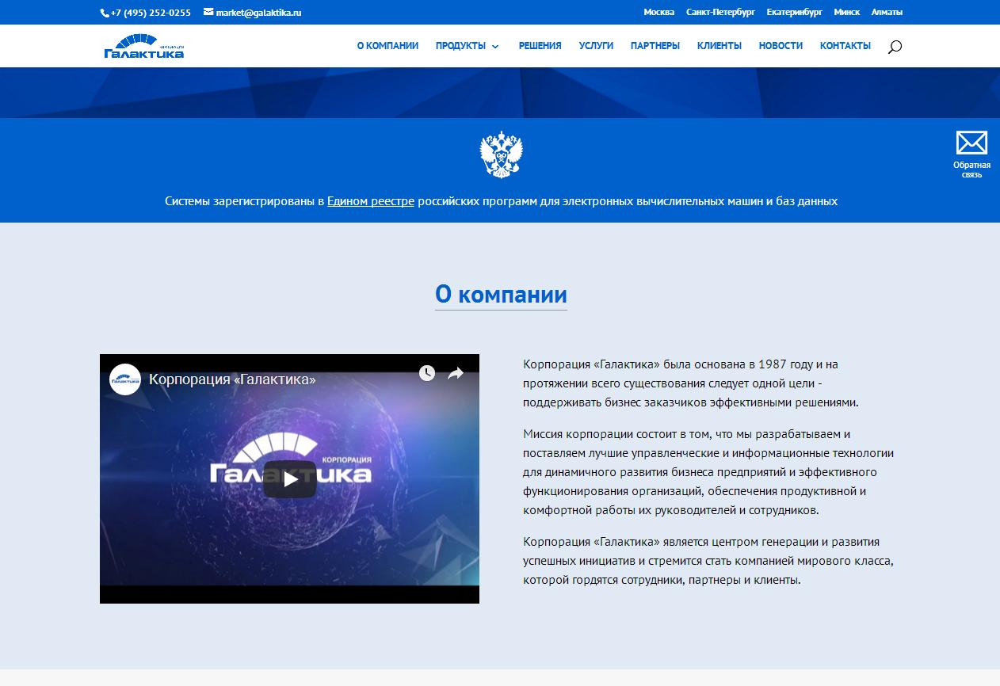 +7 (495) 252-0255 market@galaktika.ru Москва Санкт-Петербург Екатеринбург Минск Алматы
КОРПОРАЦИЯ
Галактика
О КОМПАНИИ ПРОДУКТЫ РЕШЕНИЯ УСЛУГИ ПАРТНЕРЫ КЛИЕНТЫ НОВОСТИ КОНТАКТЫ
Обратная
связь
Системы зарегистрированы в Едином реестре российских программ для электронных вычислительных машин и баз данных
О компании
Галактика
Корпорация «Галактика»
КОРПОРАЦИЯ
Галактика
Корпорация «Галактика» была основана в 1987 году и на
протяжении всего существования следует одной цели -
поддерживать бизнес заказчиков эффективными решениями.
Миссия корпорации состоит в том, что мы разрабатываем и
поставляем лучшие управленческие и информационные технологии
для динамичного развития бизнеса предприятий и эффективного
функционирования организаций, обеспечения продуктивной и
комфортной работы их руководителей и сотрудников.
Корпорация «Галактика» является центром генерации и развития
успешных инициатив и стремится стать компанией мирового класса,
которой гордятся сотрудники, партнеры и клиенты.